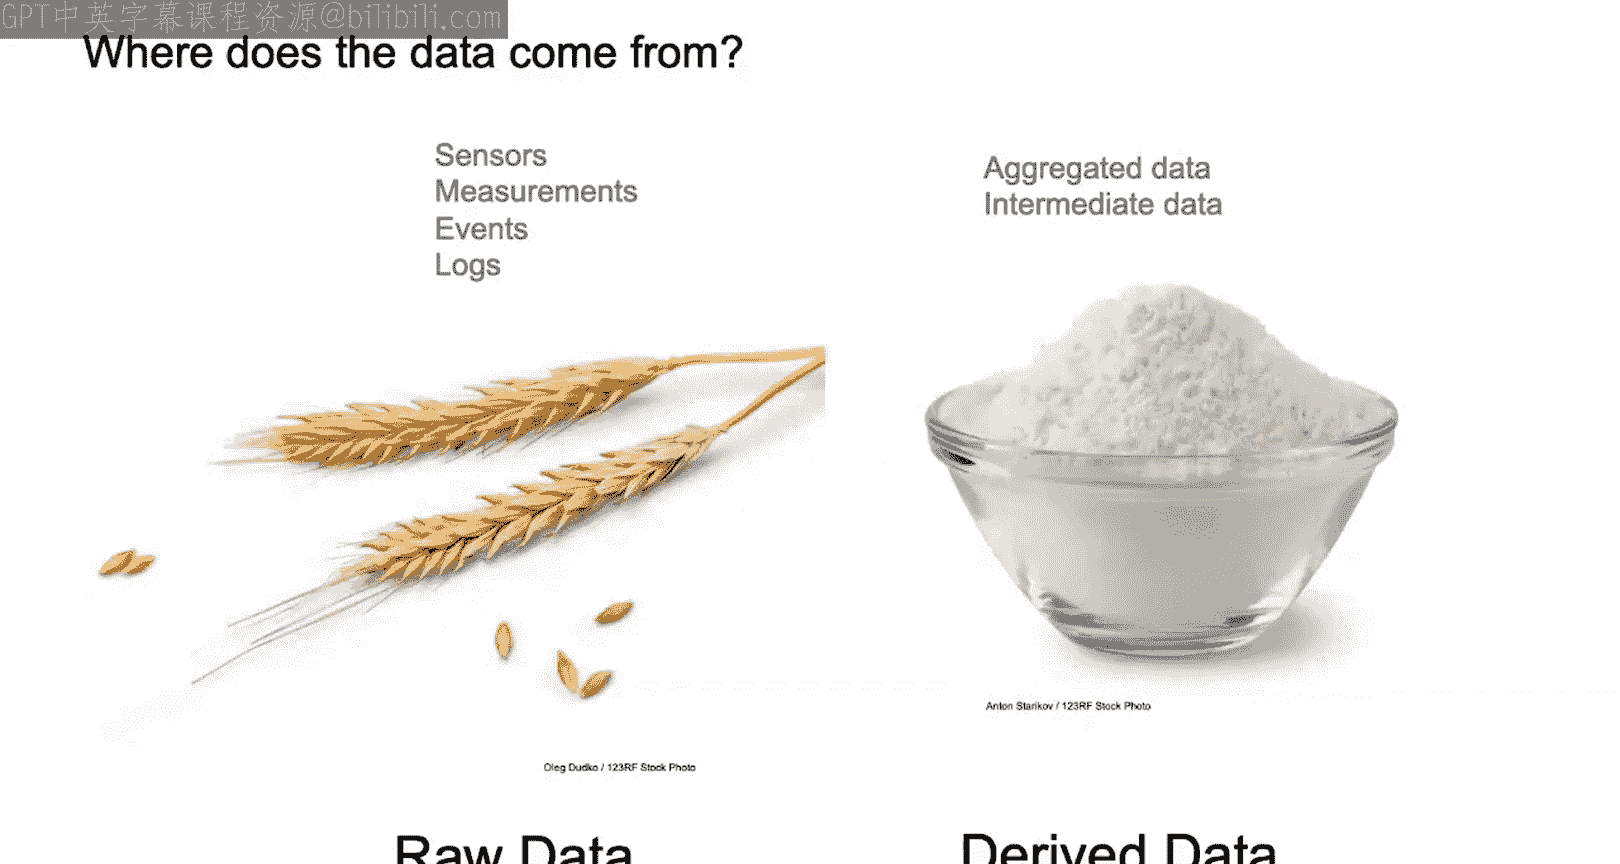 GPT中英字幕课程资源@bilibili.com
Where does the data come from?
Sensors
Measurements
Events
Logs
Aggregated data
Intermediate data
Anton Starikov / 123RF Stock Photo
Oleg Dudko / 123RF Stock Photo
Raw Data
Derived Data